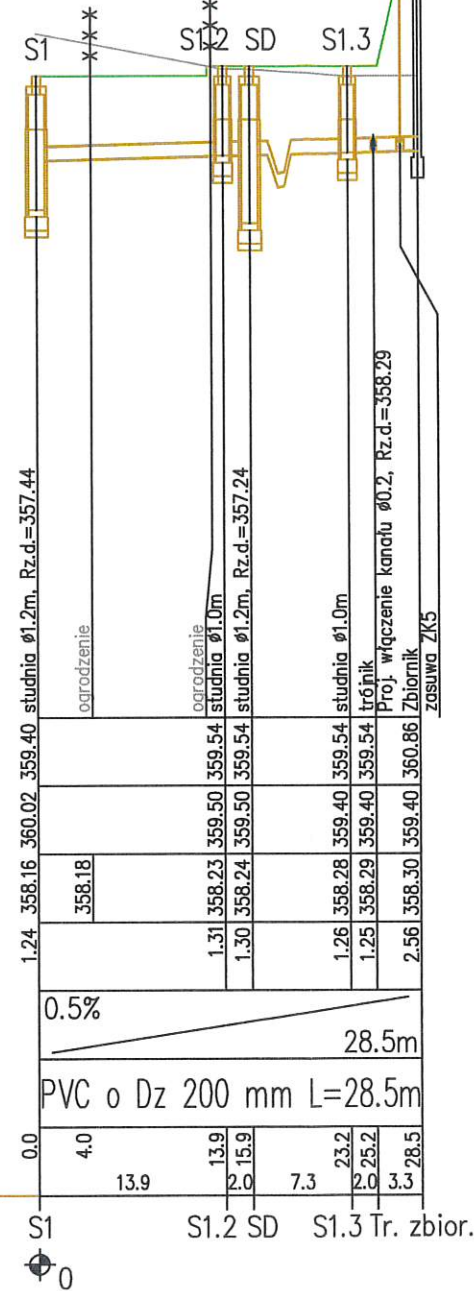 S1
S1.2
SD
S1.3
studnia ø1.2m, Rz.d.=357.44
ogrodzenie
ogrodzenie
studnia ø1.0m
studnia ø1.2m, Rz.d.=357.24
studnia ø1.0m
trójnik
Proj. włączenie kanału ø0.2, Rz.d.=358.29
Zbiornik
zasuwa ZK5
359.40 359.54 359.54 359.54 359.54 360.86
360.02 359.50 359.50 359.40 359.40 359.40
358.16 358.18 358.23 358.24 358.28 358.29 358.30
1.24 1.31 1.30 1.26 1.25 2.56
0.5%
28.5m
PVC o Dz 200 mm L=28.5m
0.0 4.0 13.9 15.9 23.2 25.2 28.5
13.9 2.0 7.3 2.0 3.3
S1 S1.2 SD S1.3 Tr. zbior.
0